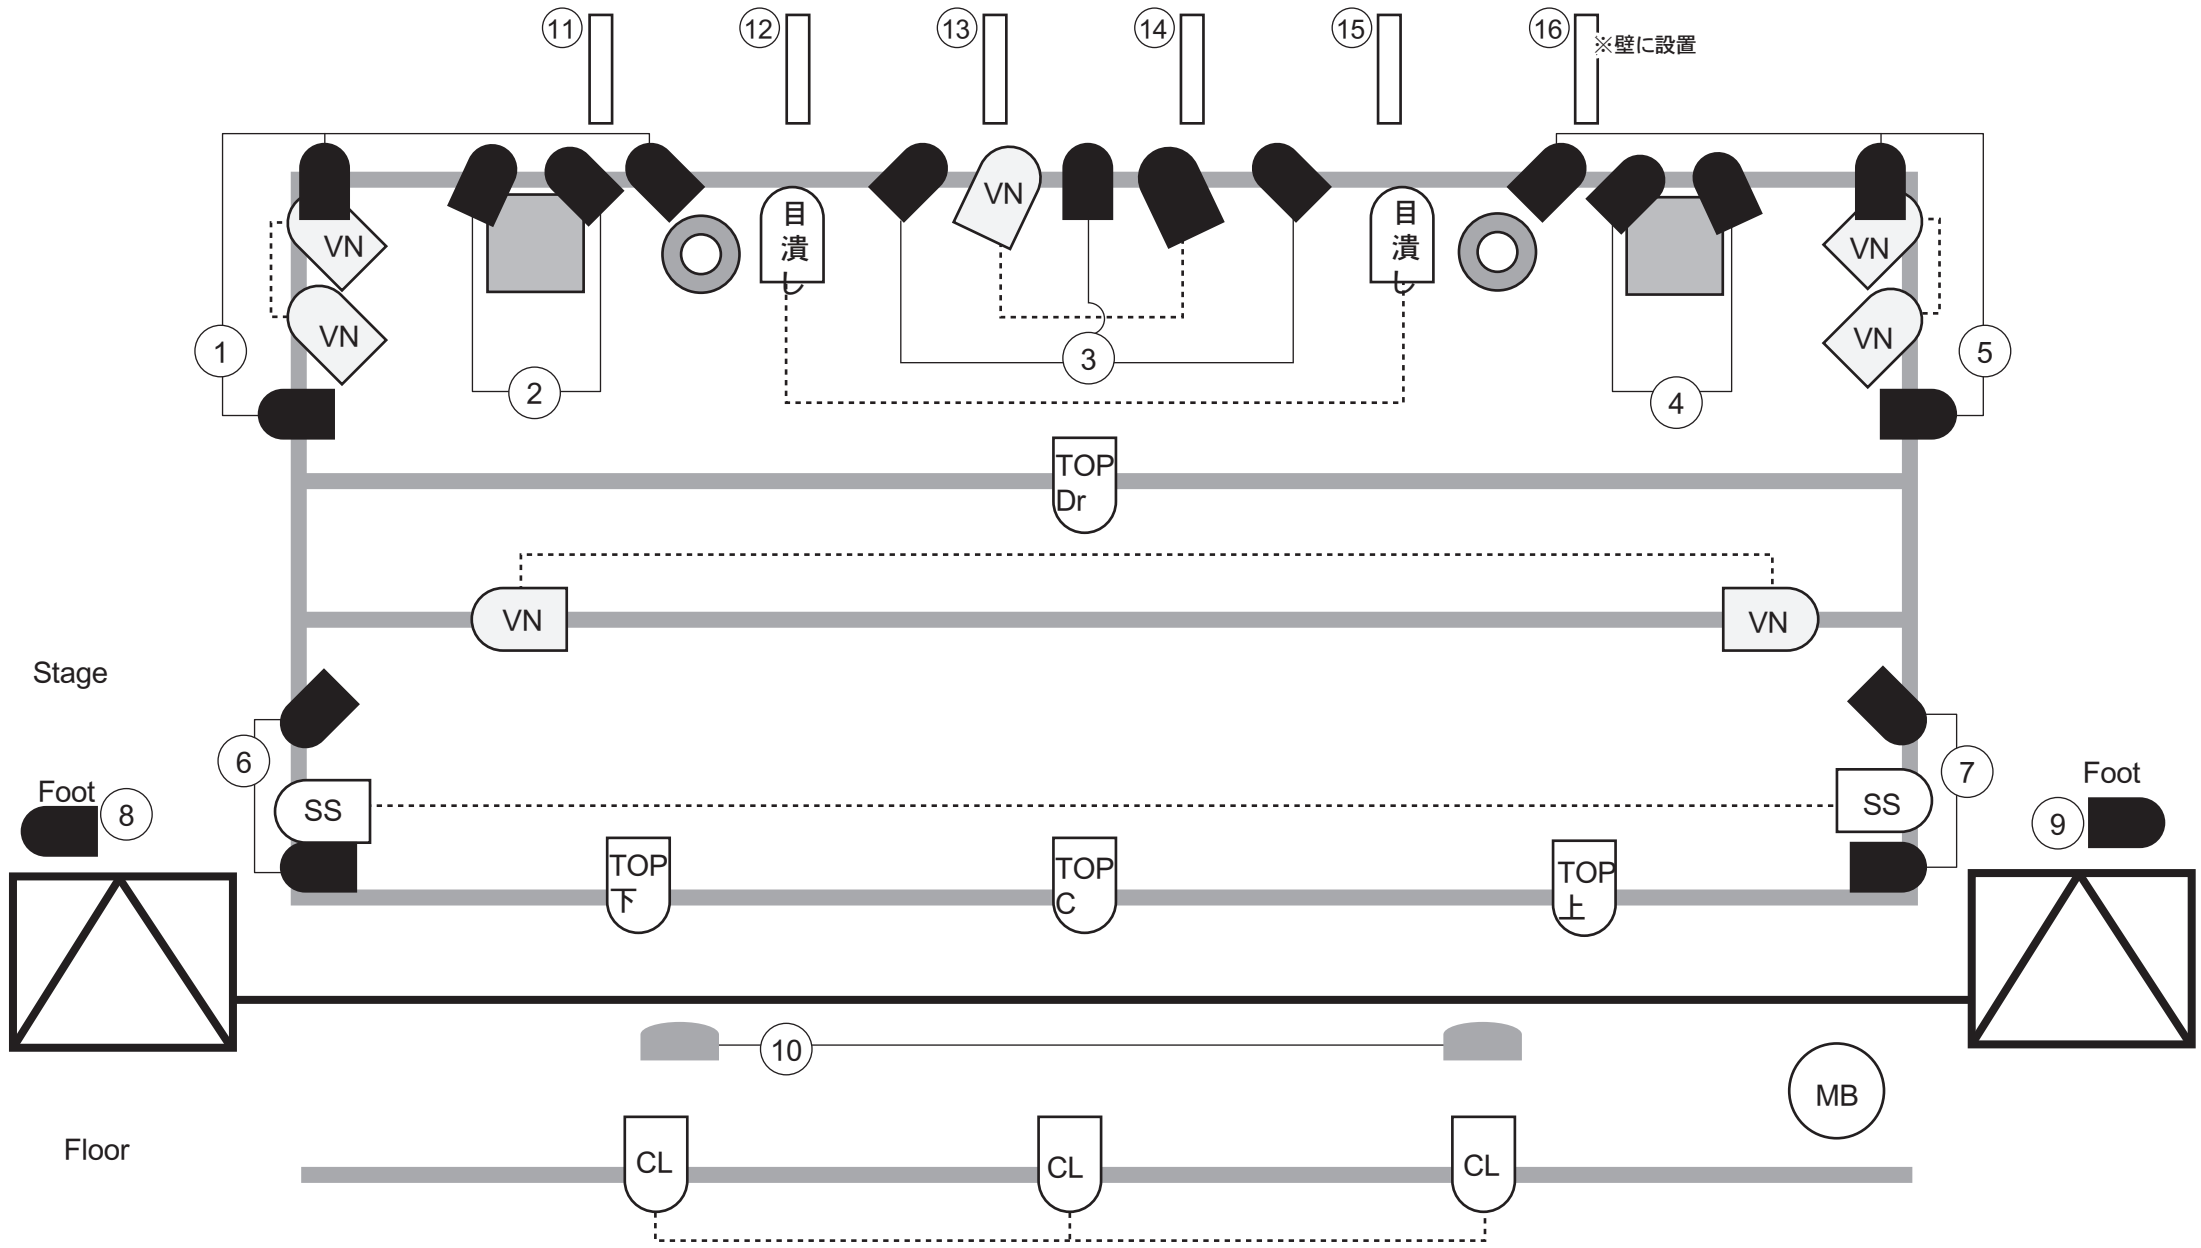 ⑪
⑫
⑬
⑭
⑮
⑯
※壁に設置
VN
VN
目
潰
し
VN
目
潰
し
VN
VN
①
②
③
④
⑤
TOP
Dr
VN
VN
Stage
⑥
⑦
Foot
⑧
SS
SS
Foot
⑨
TOP
下
TOP
C
TOP
上
⑩
MB
Floor
CL
CL
CL